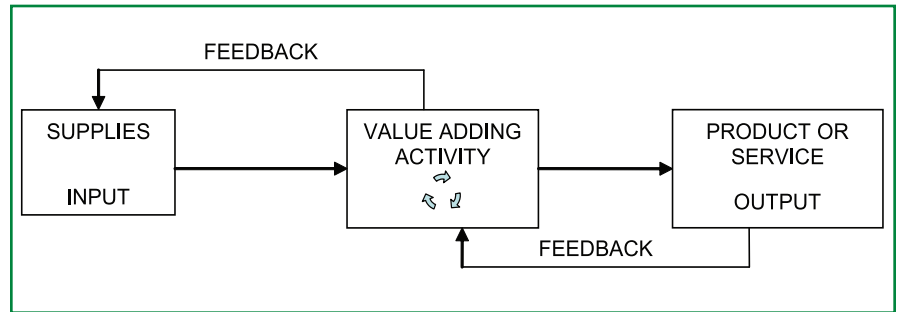 FEEDBACK
SUPPLIES
INPUT
VALUE ADDING
ACTIVITY
PRODUCT OR
SERVICE
OUTPUT
FEEDBACK